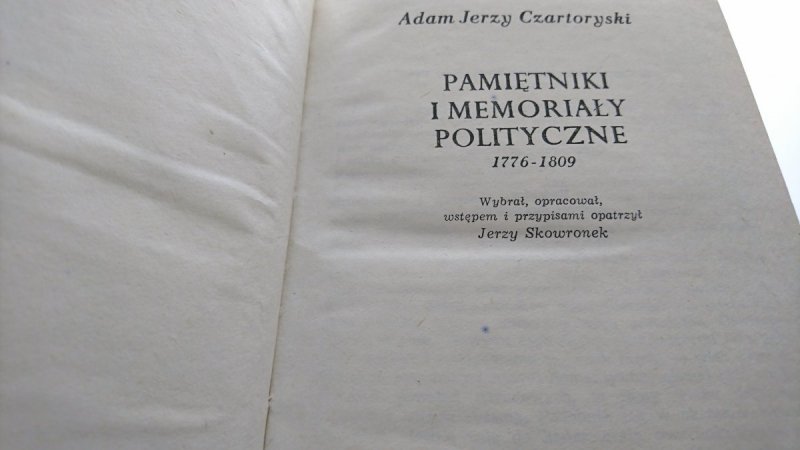 Adam Jerzy Czartoryski
PAMIĘTNIKI
I MEMORIAŁY
POLITYCZNE
1776-1809
Wybrał, opracował,
wstępem i przypisami opatrzył
Jerzy Skowronek